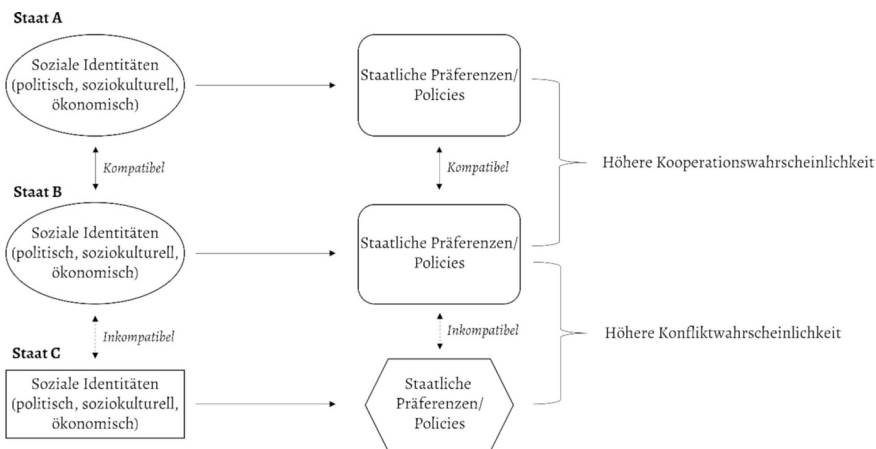 Staat A
Soziale Identitäten
(politisch, soziokulturell,
ökonomisch)
Staatliche Präferenzen/
Policies
Kompatibel
Kompatibel
Höhere Kooperationswahrscheinlichkeit
Staat B
Soziale Identitäten
(politisch, soziokulturell,
ökonomisch)
Staatliche Präferenzen/
Policies
Inkompatibel
Inkompatibel
Höhere Konfliktwahrscheinlichkeit
Staat C
Soziale Identitäten
(politisch, soziokulturell,
ökonomisch)
Staatliche
Präferenzen/
Policies